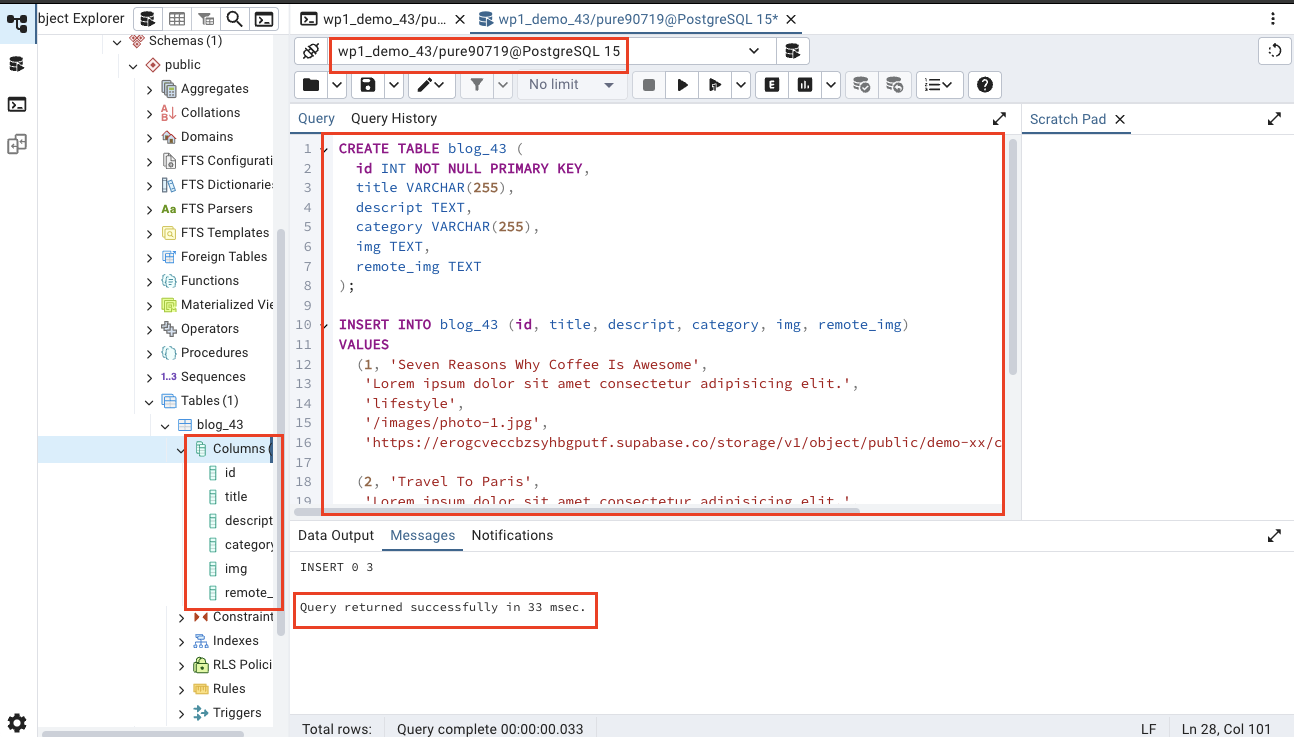 bject Explorer
wp1_demo_43/pu...
wp1_demo_43/pure90719@PostgreSQL 15*
Schemas (1)
public
Aggregates
Collations
Domains
FTS Configurati
FTS Dictionaries
FTS Parsers
FTS Templates
Foreign Tables
Functions
Materialized Vie
Operators
Procedures
Sequences
Tables (1)
blog_43
Columns (
id
title
descript
category
img
remote_
Constraint
Indexes
RLS Polici
Rules
Triggers
wp1_demo_43/pure90719@PostgreSQL 15
No limit
Query
Query History
Scratch Pad
1 CREATE TABLE blog_43 (
2 id INT NOT NULL PRIMARY KEY,
3 title VARCHAR(255),
4 descript TEXT,
5 category VARCHAR(255),
6 img TEXT,
7 remote_img TEXT
8 );
9
10 INSERT INTO blog_43 (id, title, descript, category, img, remote_img)
11 VALUES
12 (1, 'Seven Reasons Why Coffee Is Awesome',
13 'Lorem ipsum dolor sit amet consectetur adipisicing elit.',
14 'lifestyle',
15 '/images/photo-1.jpg',
16 'https://erogcveccbzsyhbgputf.supabase.co/storage/v1/object/public/demo-xx/c
17
18 (2, 'Travel To Paris',
19 'Lorem ipsum dolor sit amet consectetur adipisicing elit.'
Data Output
Messages
Notifications
INSERT 0 3
Query returned successfully in 33 msec.
Total rows:
Query complete 00:00:00.033
LF
Ln 28, Col 101